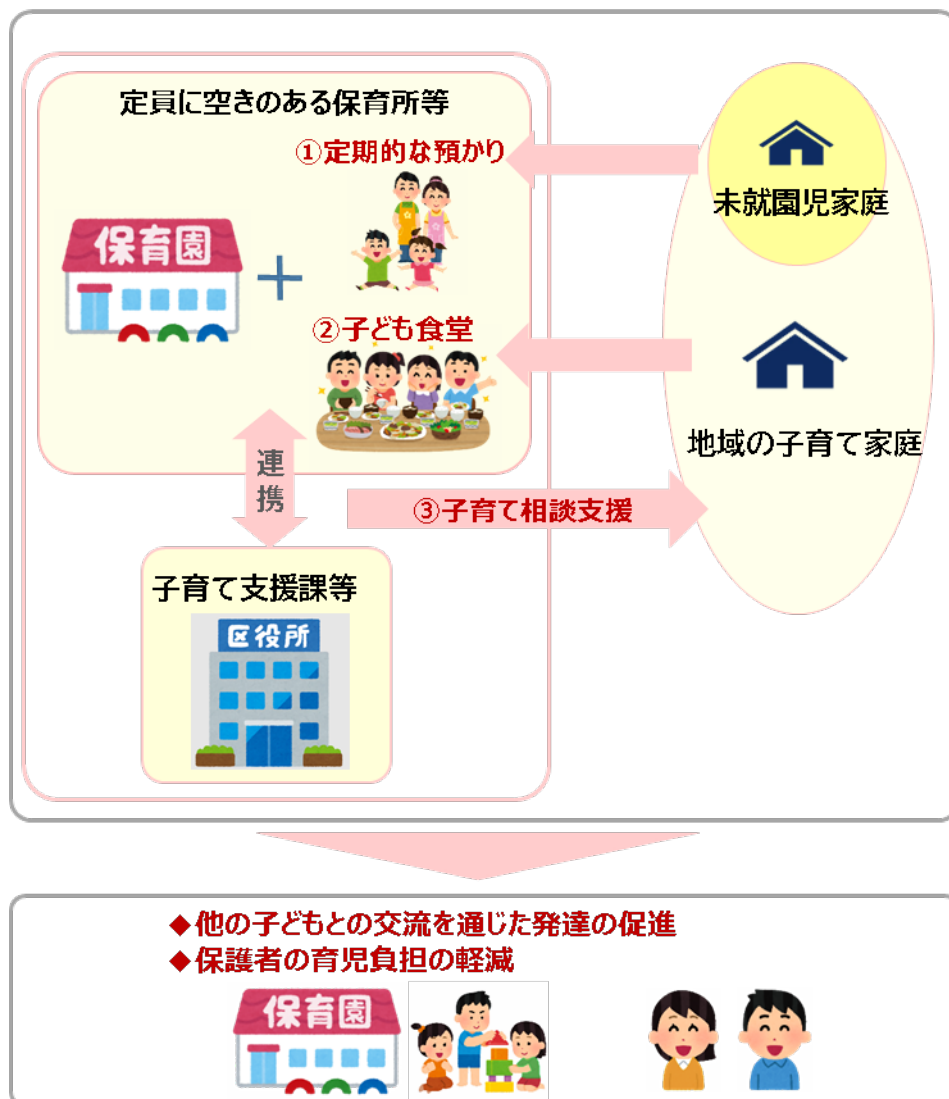 定員に空きのある保育所等
①定期的な預かり
保育園
②子ども食堂
連
携
③子育て相談支援
子育て支援課等
区役所
未就園児家庭
地域の子育て家庭
◆他の子どもとの交流を通じた発達の促進
◆保護者の育児負担の軽減
保育園